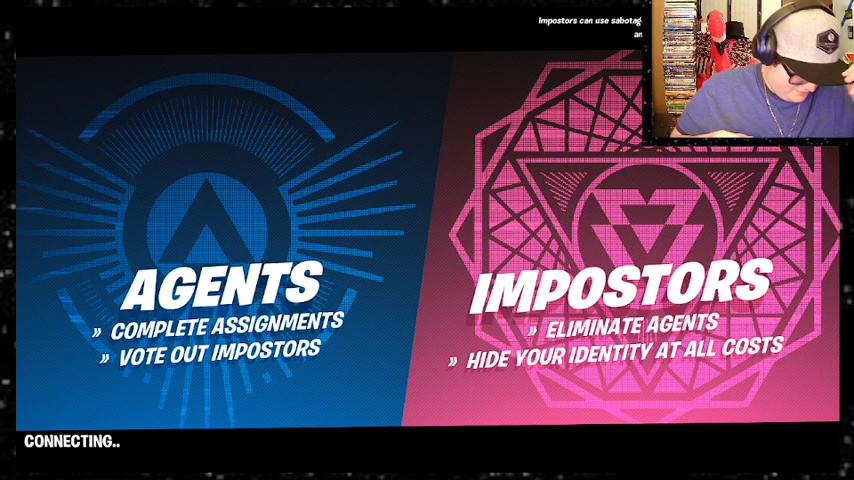 Impostors can use sabotag
an
AGENTS
» COMPLETE ASSIGNMENTS
» VOTE OUT IMPOSTORS
IMPOSTORS
» ELIMINATE AGENTS
» HIDE YOUR IDENTITY AT ALL COSTS
CONNECTING..